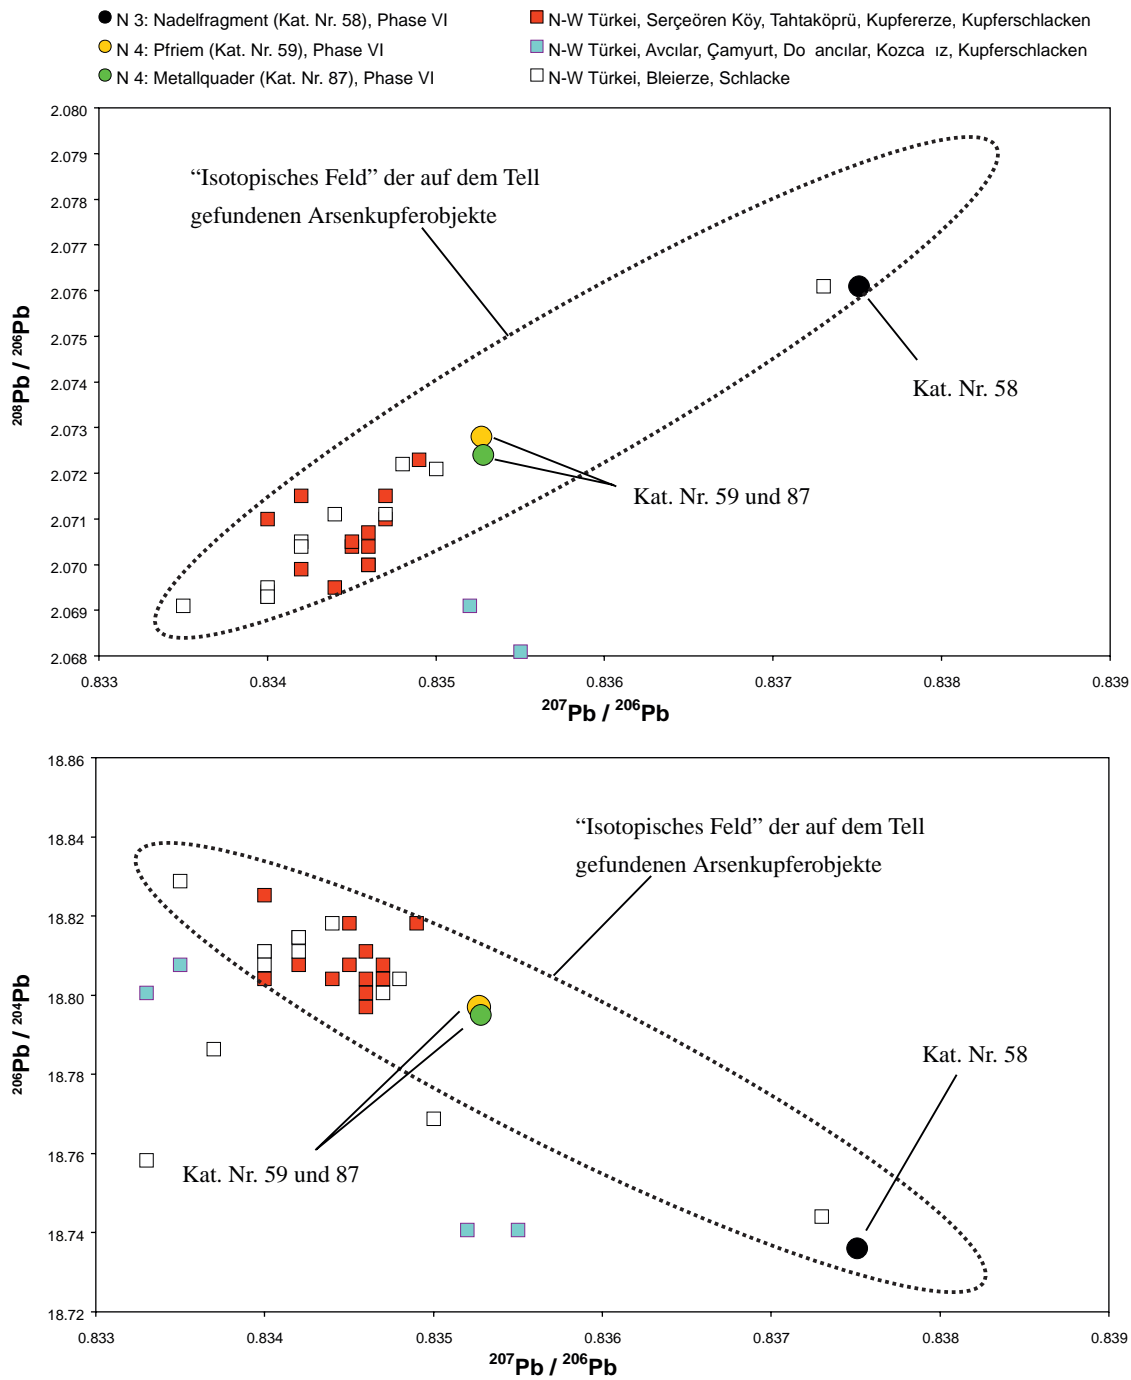 N 3: Nadelfragment (Kat. Nr. 58), Phase VI
N 4: Pfriem (Kat. Nr. 59), Phase VI
N 4: Metallquader (Kat. Nr. 87), Phase VI
N-W Türkei, Serçeören Köy, Tahtaköprü, Kupfererze, Kupferschlacken
N-W Türkei, Avcılar, Çamyurt, Do ancılar, Kozca ız, Kupferschlacken
N-W Türkei, Bleierze, Schlacke
2.080
2.079
2.078
2.077
2.076
2.075
2.074
2.073
2.072
2.071
2.070
2.069
2.068
208Pb / 206Pb
“Isotopisches Feld” der auf dem Tell
gefundenen Arsenkupferobjekte
Kat. Nr. 58
Kat. Nr. 59 und 87
0.833 0.834 0.835 0.836 0.837 0.838 0.839
207Pb / 206Pb
18.86
18.84
18.82
18.80
18.78
18.76
18.74
18.72
206Pb / 204Pb
“Isotopisches Feld” der auf dem Tell
gefundenen Arsenkupferobjekte
Kat. Nr. 58
Kat. Nr. 59 und 87
0.833 0.834 0.835 0.836 0.837 0.838 0.839
207Pb / 206Pb